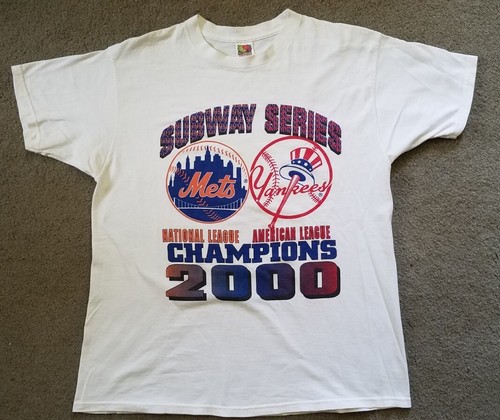 SUBWAY SERIES
Mets Yankees
NATIONAL LEAGUE AMERICAN LEAGUE
CHAMPIONS
2000